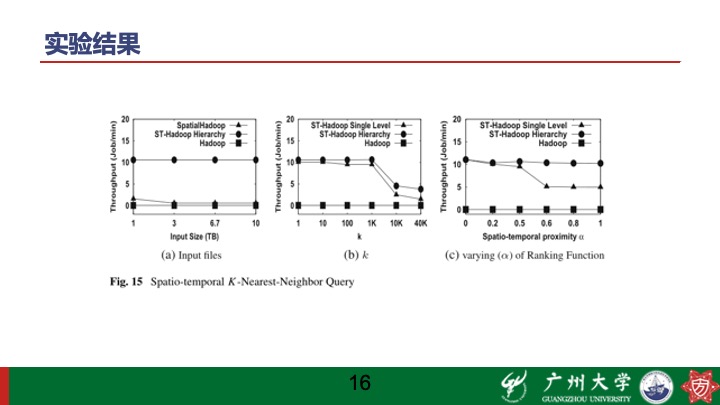 实验结果
20
15
10
5
0
Throughput (Job/min)
SpatialHadoop
ST-Hadoop Hierarchy
Hadoop
1 3 6.7 10
Input Size (TB)
(a) Input files
20
15
10
5
0
Throughput (Job/min)
ST-Hadoop Single Level
ST-Hadoop Hierarchy
Hadoop
1 10 100 1K 10K 40K
k
(b) k
20
15
10
5
0
Throughput (Job/min)
ST-Hadoop Single Level
ST-Hadoop Hierarchy
Hadoop
0 0.2 0.5 0.6 0.8 1
Spatio-temporal proximity α
(c) varying (α) of Ranking Function
Fig. 15 Spatio-temporal K-Nearest-Neighbor Query
16
广州大学
GUANGZHOU UNIVERSITY